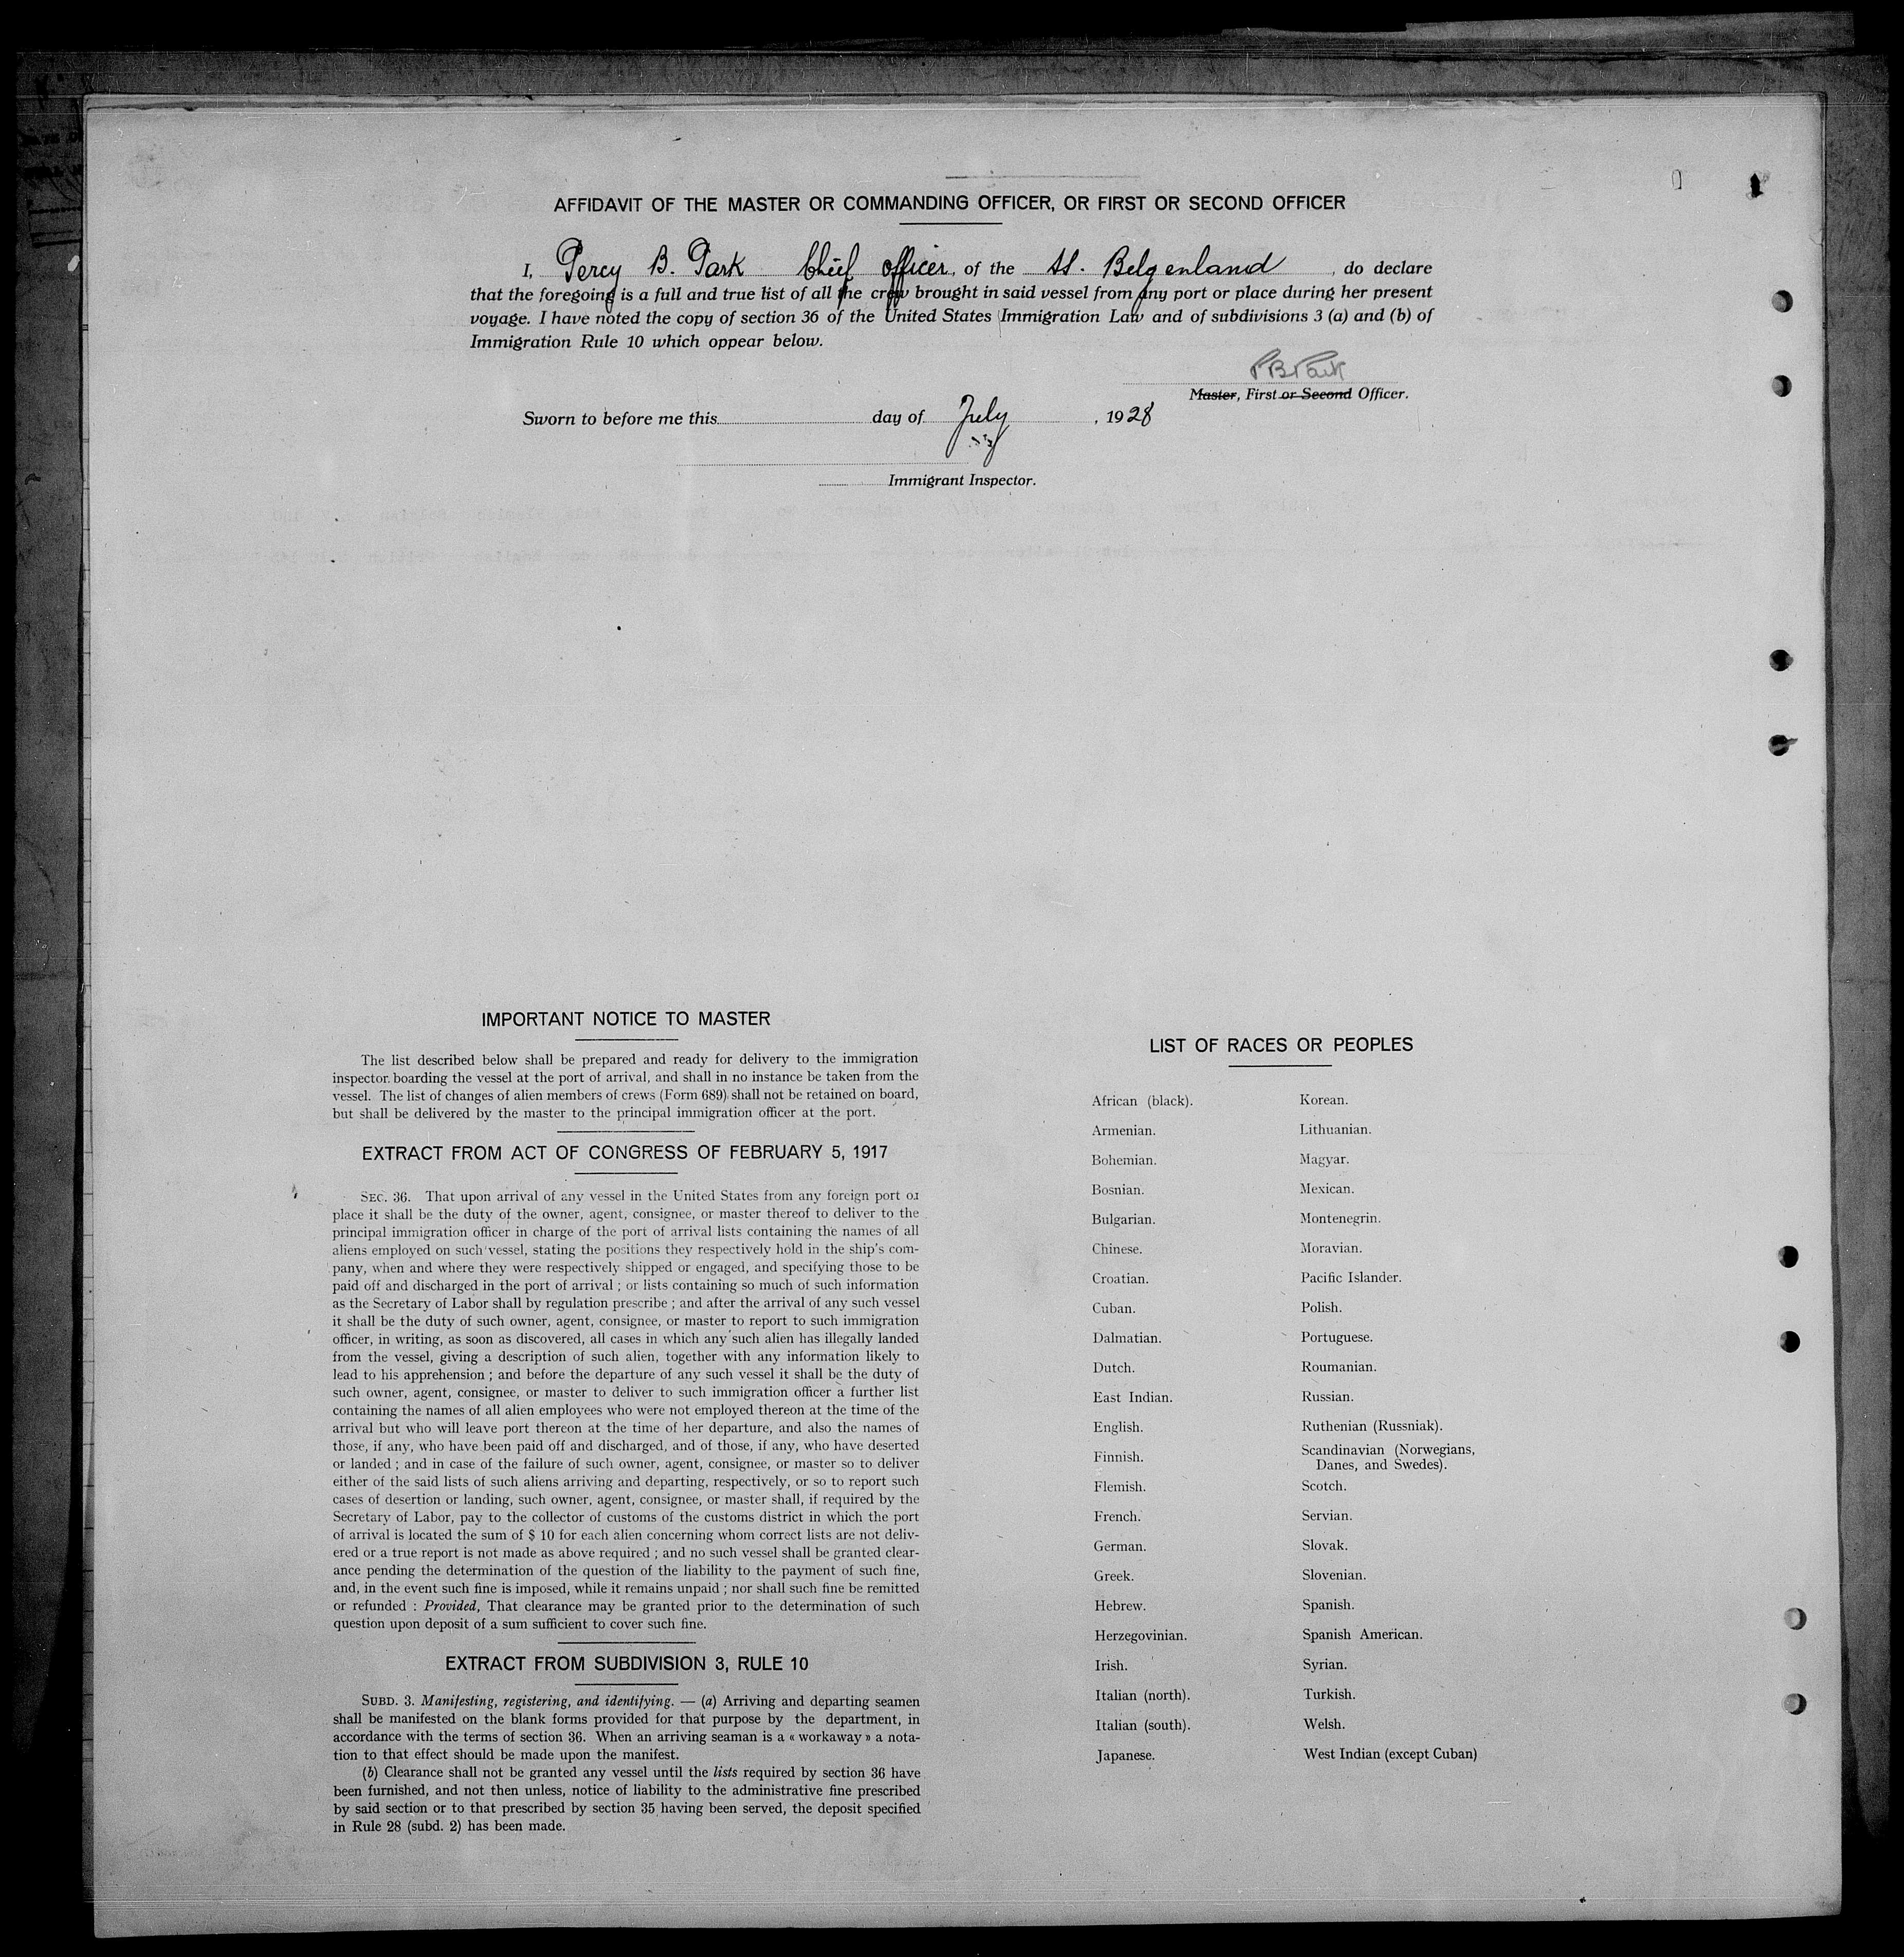 AFFIDAVIT OF THE MASTER OR COMMANDING OFFICER, OR FIRST OR SECOND OFFICER
I, Percy B. Park Chief officer, of the SS. Belgenland, do declare
that the foregoing is a full and true list of all the crew brought in said vessel from any port or place during her present
voyage. I have noted the copy of section 36 of the United States Immigration Law and of subdivisions 3 (a) and (b) of
Immigration Rule 10 which oppear below.
P B Park
Master, First or Second Officer.
Sworn to before me this day of July, 1928
Immigrant Inspector.
IMPORTANT NOTICE TO MASTER
The list described below shall be prepared and ready for delivery to the immigration
inspector boarding the vessel at the port of arrival, and shall in no instance be taken from the
vessel. The list of changes of alien members of crews (Form 689) shall not be retained on board,
but shall be delivered by the master to the principal immigration officer at the port.
EXTRACT FROM ACT OF CONGRESS OF FEBRUARY 5, 1917
SEC. 36. That upon arrival of any vessel in the United States from any foreign port or
place it shall be the duty of the owner, agent, consignee, or master thereof to deliver to the
principal immigration officer in charge of the port of arrival lists containing the names of all
aliens employed on such vessel, stating the positions they respectively hold in the ship's com-
pany, when and where they were respectively shipped or engaged, and specifying those to be
paid off and discharged in the port of arrival ; or lists containing so much of such information
as the Secretary of Labor shall by regulation prescribe ; and after the arrival of any such vessel
it shall be the duty of such owner, agent, consignee, or master to report to such immigration
officer, in writing, as soon as discovered, all cases in which any such alien has illegally landed
from the vessel, giving a description of such alien, together with any information likely to
lead to his apprehension ; and before the departure of any such vessel it shall be the duty of
such owner, agent, consignee, or master to deliver to such immigration officer a further list
containing the names of all alien employees who were not employed thereon at the time of the
arrival but who will leave port thereon at the time of her departure, and also the names of
those, if any, who have been paid off and discharged, and of those, if any, who have deserted
or landed ; and in case of the failure of such owner, agent, consignee, or master so to deliver
either of the said lists of such aliens arriving and departing, respectively, or so to report such
cases of desertion or landing, such owner, agent, consignee, or master shall, if required by the
Secretary of Labor, pay to the collector of customs of the customs district in which the port
of arrival is located the sum of $ 10 for each alien concerning whom correct lists are not deliv-
ered or a true report is not made as above required ; and no such vessel shall be granted clear-
ance pending the determination of the question of the liability to the payment of such fine,
and, in the event such fine is imposed, while it remains unpaid ; nor shall such fine be remitted
or refunded : Provided, That clearance may be granted prior to the determination of such
question upon deposit of a sum sufficient to cover such fine.
EXTRACT FROM SUBDIVISION 3, RULE 10
SUBD. 3. Manifesting, registering, and identifying. — (a) Arriving and departing seamen
shall be manifested on the blank forms provided for that purpose by the department, in
accordance with the terms of section 36. When an arriving seaman is a « workaway » a nota-
tion to that effect should be made upon the manifest.
(b) Clearance shall not be granted any vessel until the lists required by section 36 have
been furnished, and not then unless, notice of liability to the administrative fine prescribed
by said section or to that prescribed by section 35 having been served, the deposit specified
in Rule 28 (subd. 2) has been made.
LIST OF RACES OR PEOPLES
African (black).
Armenian.
Bohemian.
Bosnian.
Bulgarian.
Chinese.
Croatian.
Cuban.
Dalmatian.
Dutch.
East Indian.
English.
Finnish.
Flemish.
French.
German.
Greek.
Hebrew.
Herzegovinian.
Irish.
Italian (north).
Italian (south).
Japanese.
Korean.
Lithuanian.
Magyar.
Mexican.
Montenegrin.
Moravian.
Pacific Islander.
Polish.
Portuguese.
Roumanian.
Russian.
Ruthenian (Russniak).
Scandinavian (Norwegians,
Danes, and Swedes).
Scotch.
Servian.
Slovak.
Slovenian.
Spanish.
Spanish American.
Syrian.
Turkish.
Welsh.
West Indian (except Cuban)